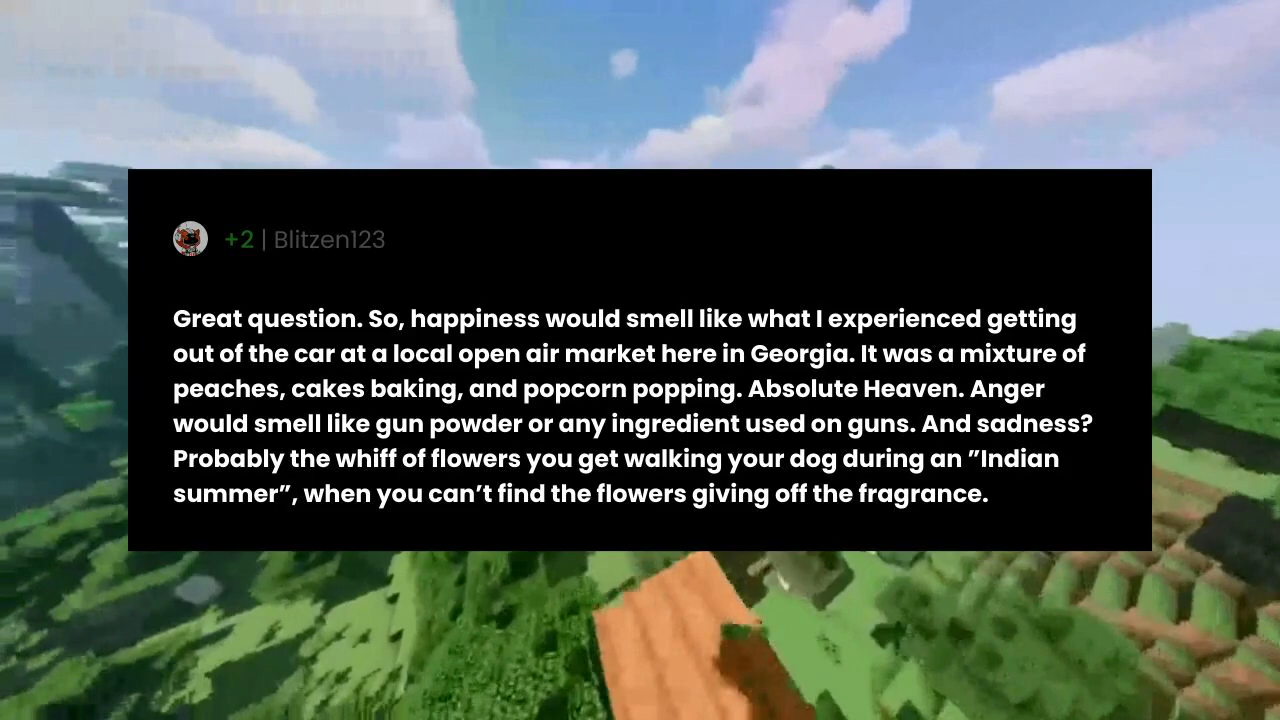 +2 | Blitzen123
Great question. So, happiness would smell like what I experienced getting
out of the car at a local open air market here in Georgia. It was a mixture of
peaches, cakes baking, and popcorn popping. Absolute Heaven. Anger
would smell like gun powder or any ingredient used on guns. And sadness?
Probably the whiff of flowers you get walking your dog during an ”Indian
summer”, when you can’t find the flowers giving off the fragrance.